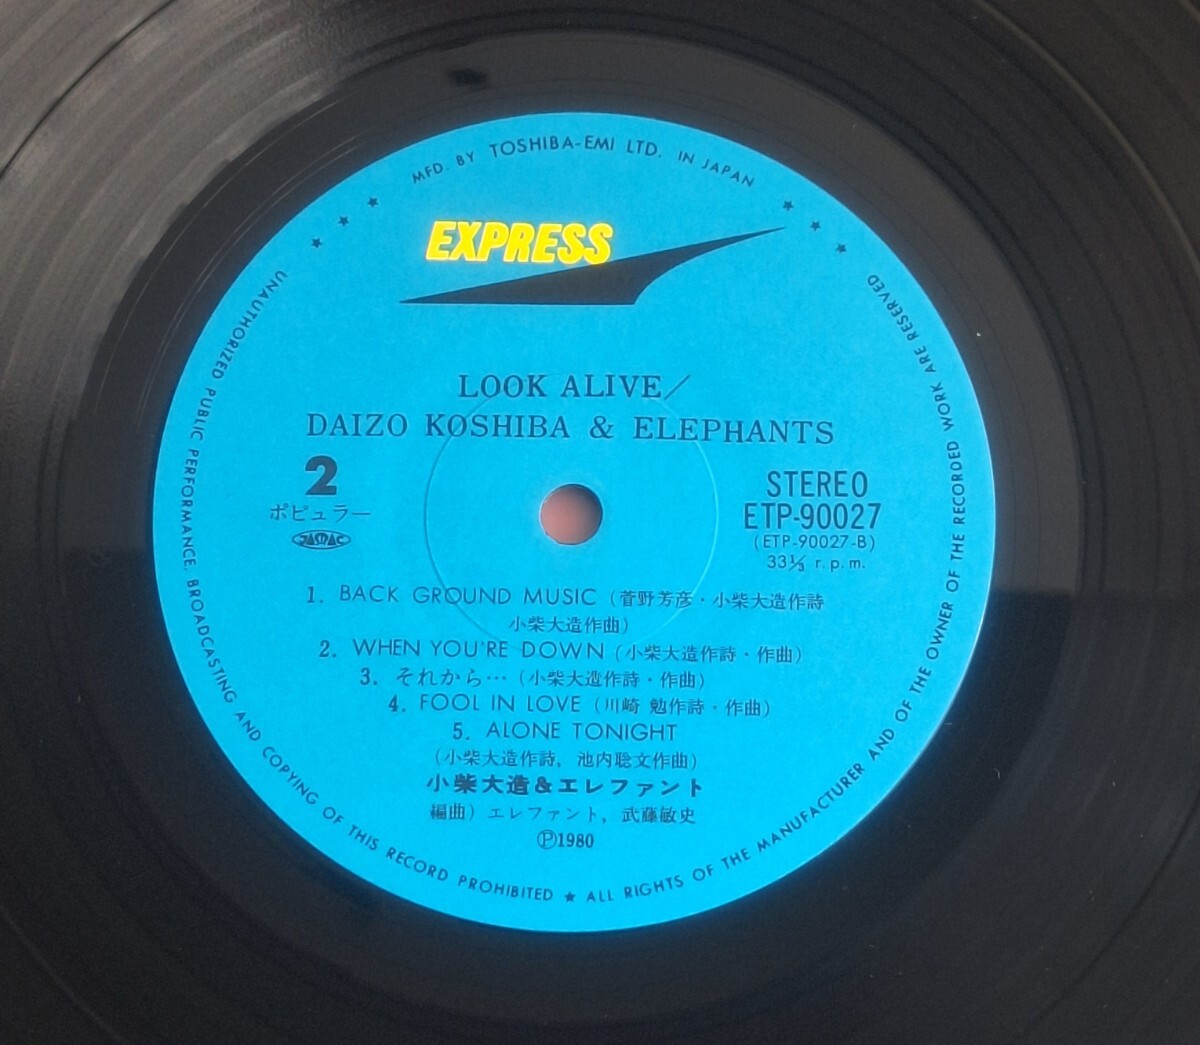 MFD. BY TOSHIBA-EMI LTD. IN JAPAN
EXPRESS
LOOK ALIVE/
DAIZO KOSHIBA & ELEPHANTS
2
ポピュラー
JASRAC
STEREO
ETP-90027
(ETP-90027-B)
33⅓ r.p.m.
1. BACK GROUND MUSIC (菅野芳彦・小柴大造作詩
小柴大造作曲)
2. WHEN YOU'RE DOWN (小柴大造作詩・作曲)
3. それから… (小柴大造作詩・作曲)
4. FOOL IN LOVE (川崎 勉作詩・作曲)
5. ALONE TONIGHT
(小柴大造作詩, 池内聡文作曲)
小柴大造&エレファント
編曲) エレファント, 武藤敏史
Ⓟ1980
UNAUTHORIZED PUBLIC PERFORMANCE, BROADCASTING AND COPYING OF THIS RECORD PROHIBITED ★ ALL RIGHTS OF THE MANUFACTURER AND OF THE OWNER OF THE RECORDED WORK ARE RESERVED